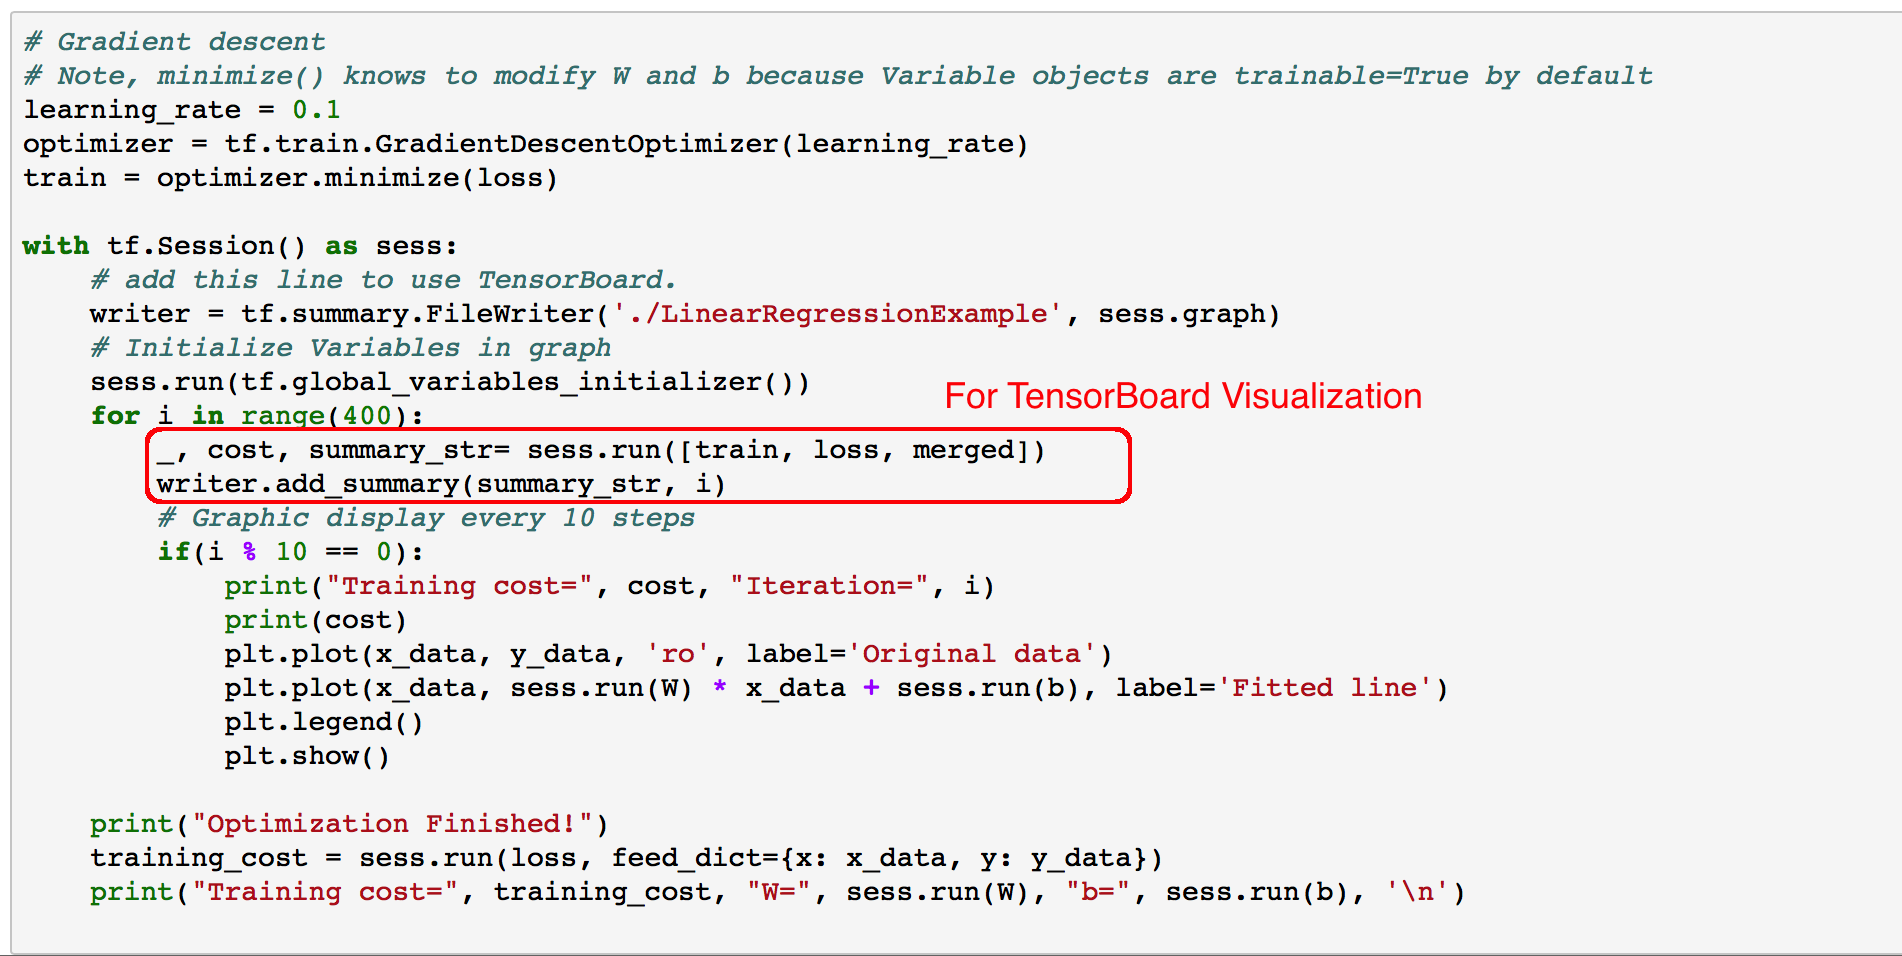 # Gradient descent
# Note, minimize() knows to modify W and b because Variable objects are trainable=True by default
learning_rate = 0.1
optimizer = tf.train.GradientDescentOptimizer(learning_rate)
train = optimizer.minimize(loss)

with tf.Session() as sess:
    # add this line to use TensorBoard.
    writer = tf.summary.FileWriter('./LinearRegressionExample', sess.graph)
    # Initialize Variables in graph
    sess.run(tf.global_variables_initializer())
For TensorBoard Visualization
    for i in range(400):
        _, cost, summary_str= sess.run([train, loss, merged])
        writer.add_summary(summary_str, i)
        # Graphic display every 10 steps
        if(i % 10 == 0):
            print("Training cost=", cost, "Iteration=", i)
            print(cost)
            plt.plot(x_data, y_data, 'ro', label='Original data')
            plt.plot(x_data, sess.run(W) * x_data + sess.run(b), label='Fitted line')
            plt.legend()
            plt.show()

    print("Optimization Finished!")
    training_cost = sess.run(loss, feed_dict={x: x_data, y: y_data})
    print("Training cost=", training_cost, "W=", sess.run(W), "b=", sess.run(b), '\n')